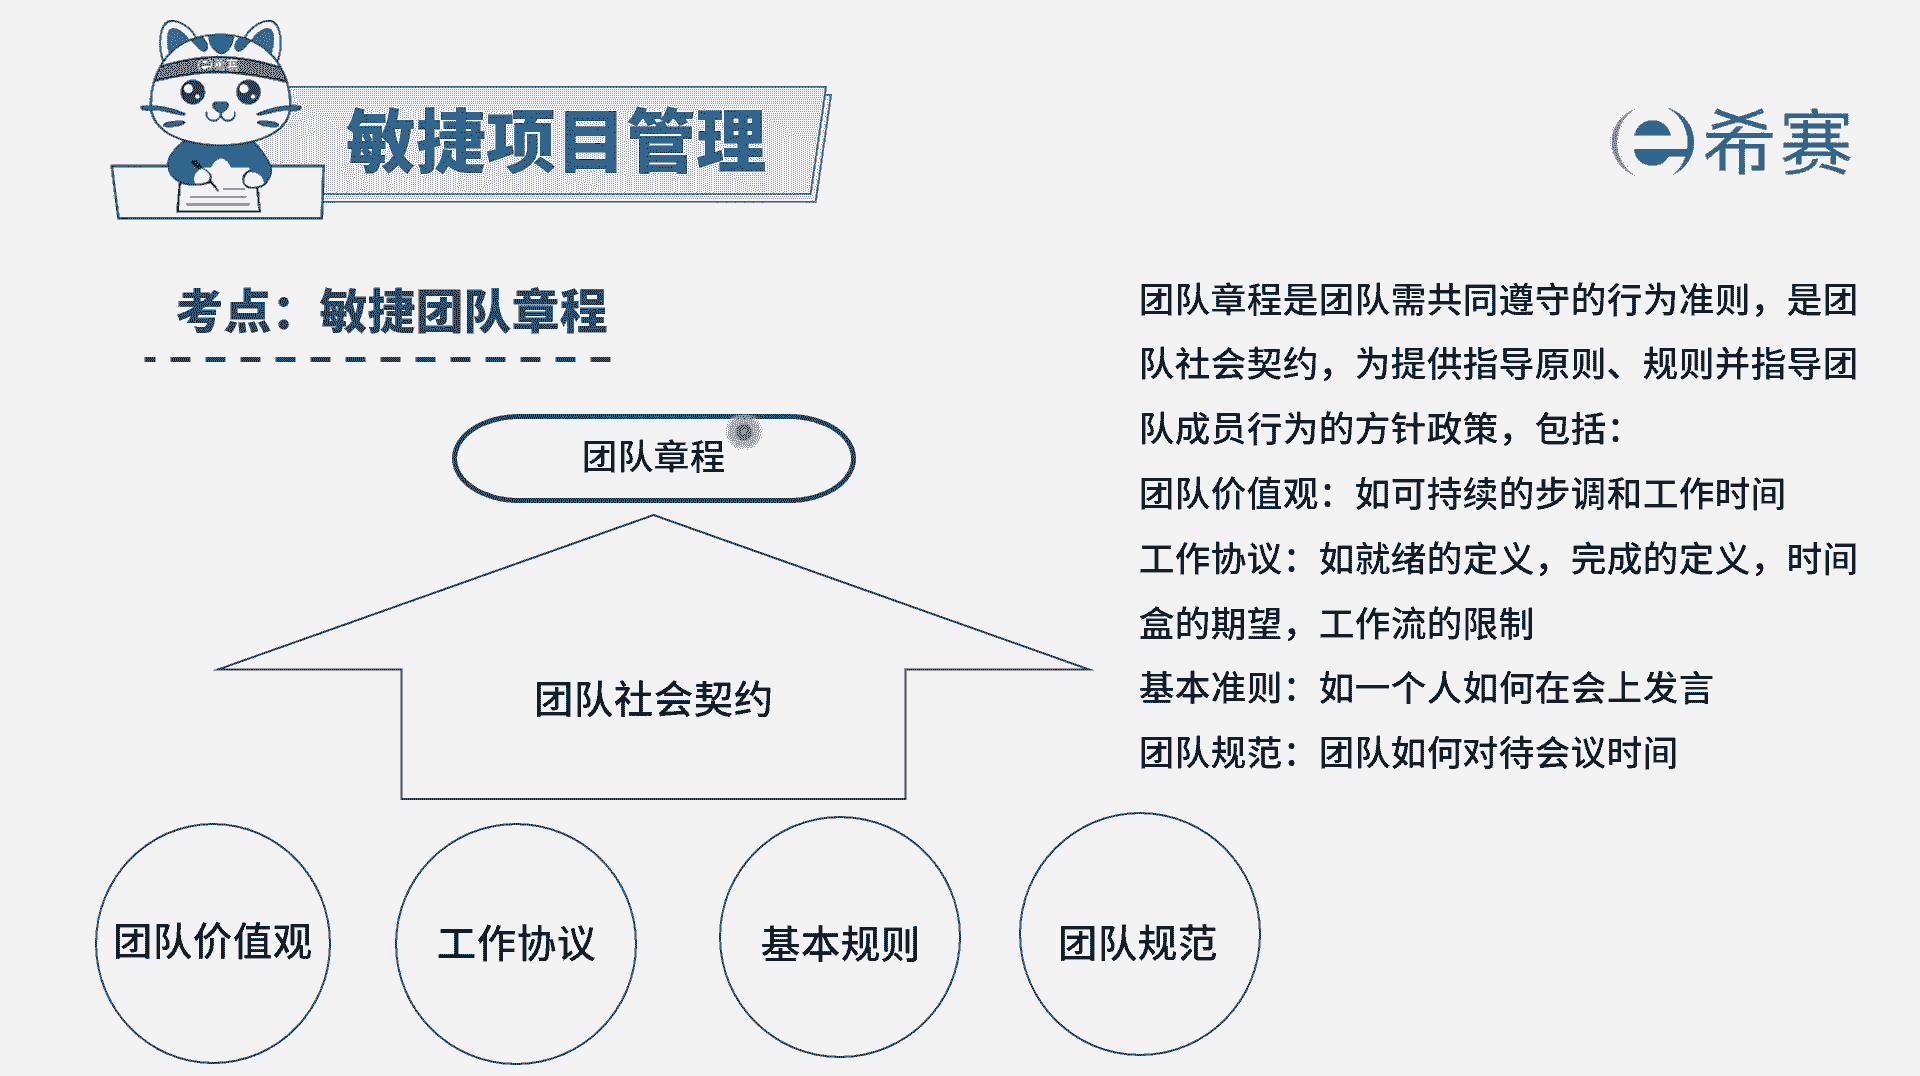 敏捷项目管理
希赛
考点：敏捷团队章程
团队章程
团队社会契约
团队价值观
工作协议
基本规则
团队规范
团队章程是团队需共同遵守的行为准则，是团
队社会契约，为提供指导原则、规则并指导团
队成员行为的方针政策，包括：
团队价值观：如可持续的步调和工作时间
工作协议：如就绪的定义，完成的定义，时间
盒的期望，工作流的限制
基本准则：如一个人如何在会上发言
团队规范：团队如何对待会议时间